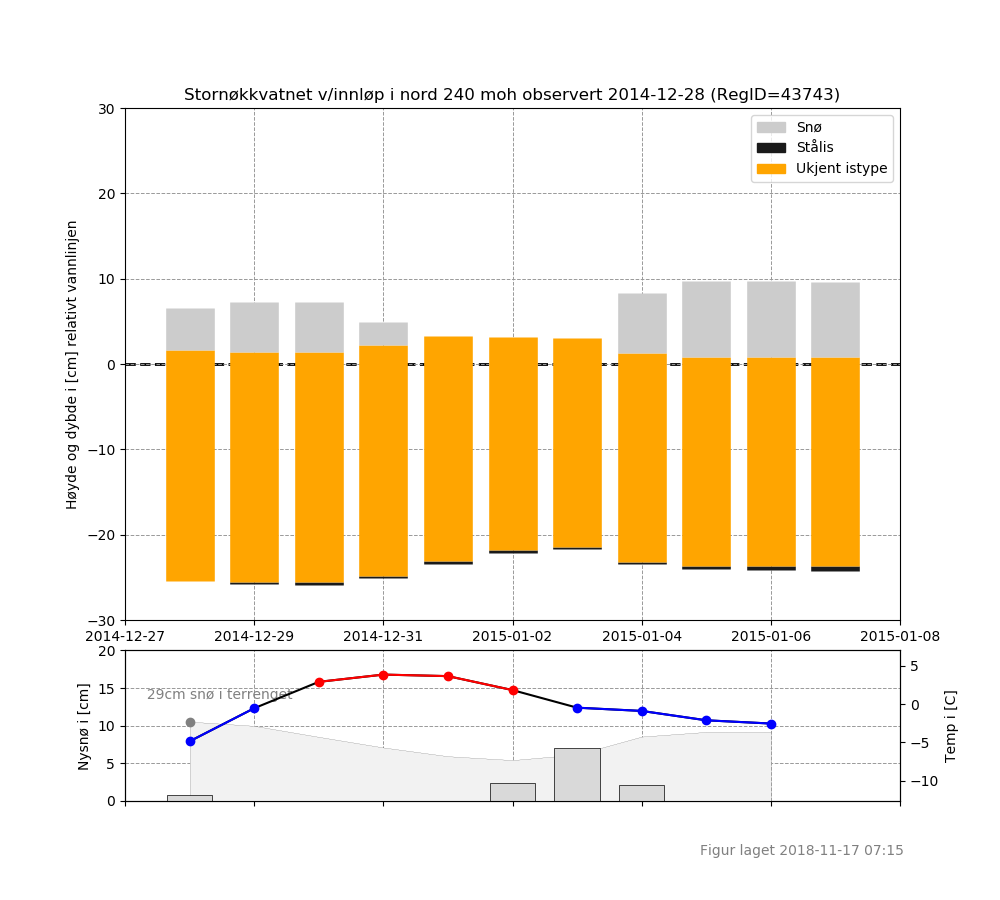 Stornøkkvatnet v/innløp i nord 240 moh observert 2014-12-28 (RegID=43743)
Høyde og dybde i [cm] relativt vannlinjen
30
20
10
0
−10
−20
−30
Snø
Stålis
Ukjent istype
2014-12-27
2014-12-29
2014-12-31
2015-01-02
2015-01-04
2015-01-06
2015-01-08
Nysnø i [cm]
20
15
10
5
0
29cm snø i terrenget
5
0
−5
−10
Temp i [C]
Figur laget 2018-11-17 07:15